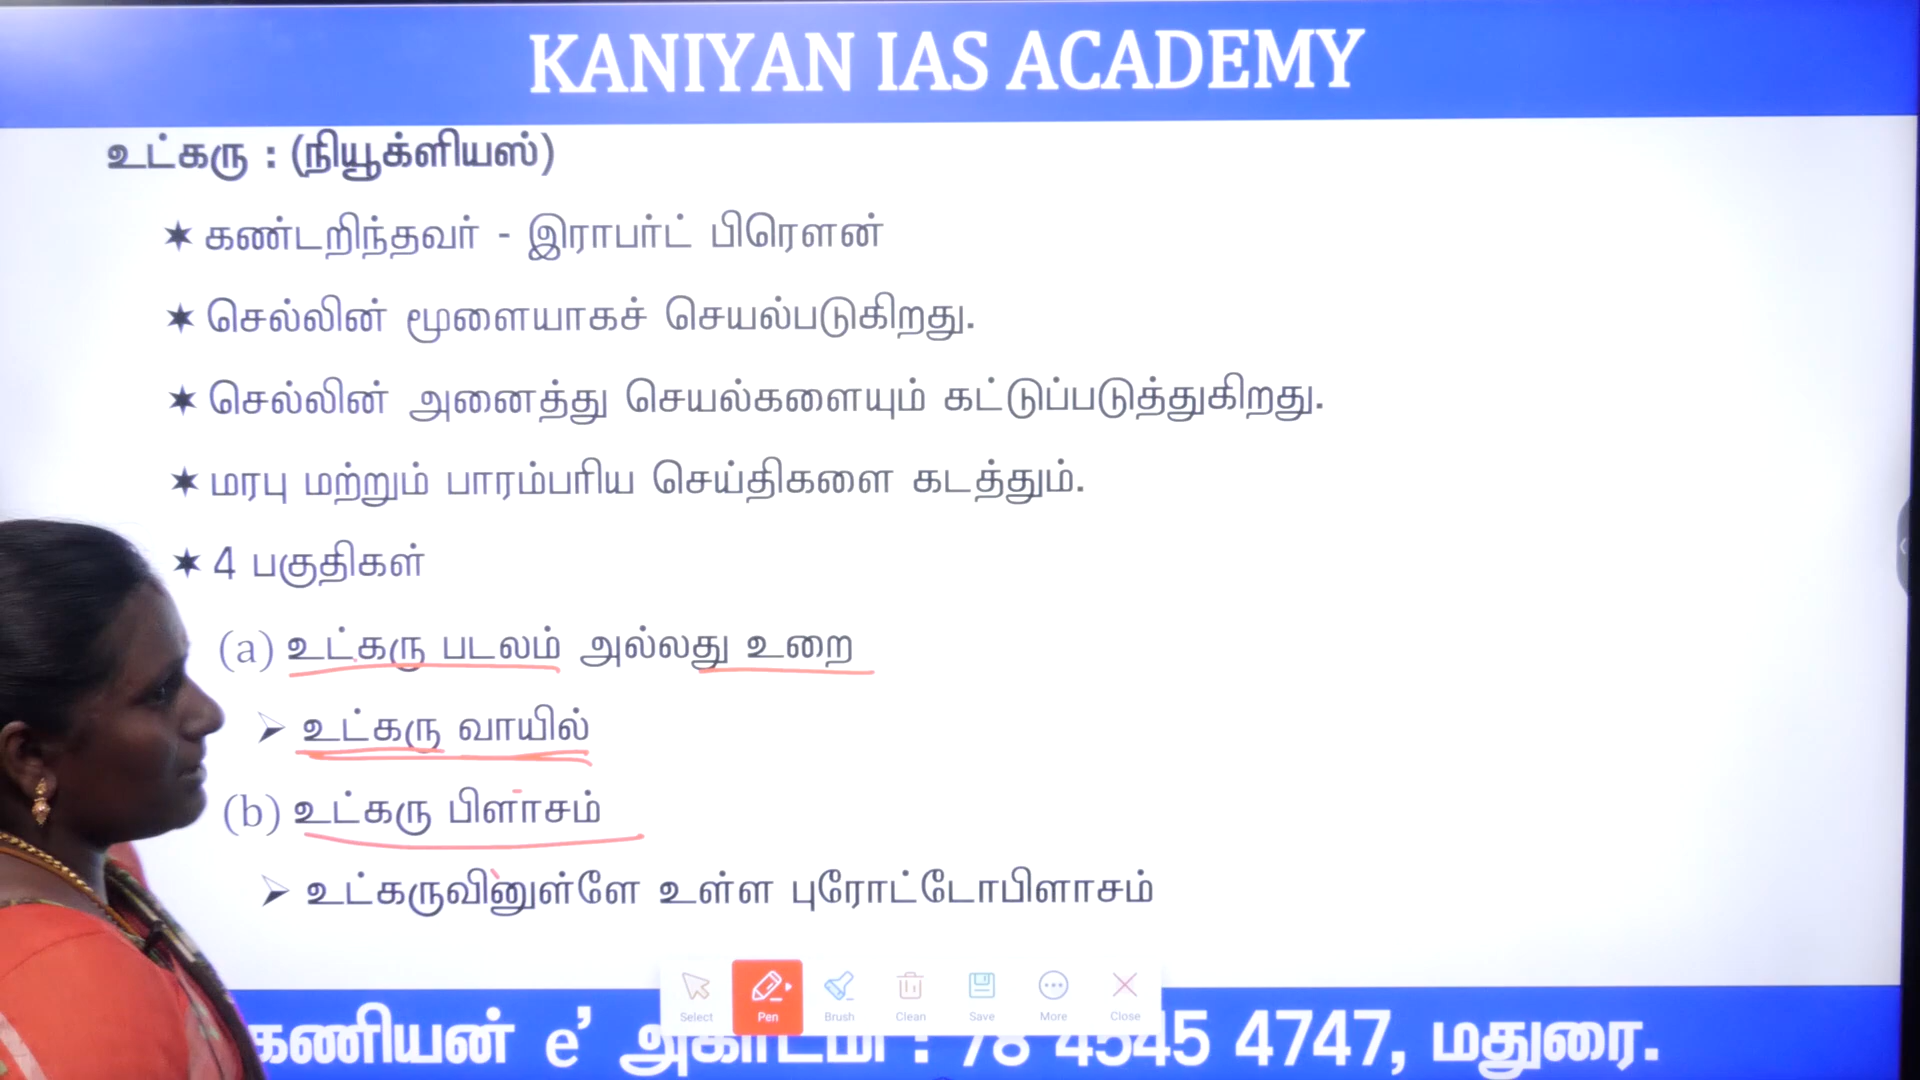 KANIYAN IAS ACADEMY
உட்கரு : (நியூக்ளியஸ்)
✶ கண்டறிந்தவர் - இராபர்ட் பிரௌன்
✶ செல்லின் மூளையாகச் செயல்படுகிறது.
✶ செல்லின் அனைத்து செயல்களையும் கட்டுப்படுத்துகிறது.
✶ மரபு மற்றும் பாரம்பரிய செய்திகளை கடத்தும்.
✶ 4 பகுதிகள்
(a) உட்கரு படலம் அல்லது உறை
➢ உட்கரு வாயில்
(b) உட்கரு பிளாசம்
➢ உட்கருவினுள்ளே உள்ள புரோட்டோபிளாசம்
Select Pen Brush Clean Save More Close
கணியன் e’ : 78 4545 4747, மதுரை.